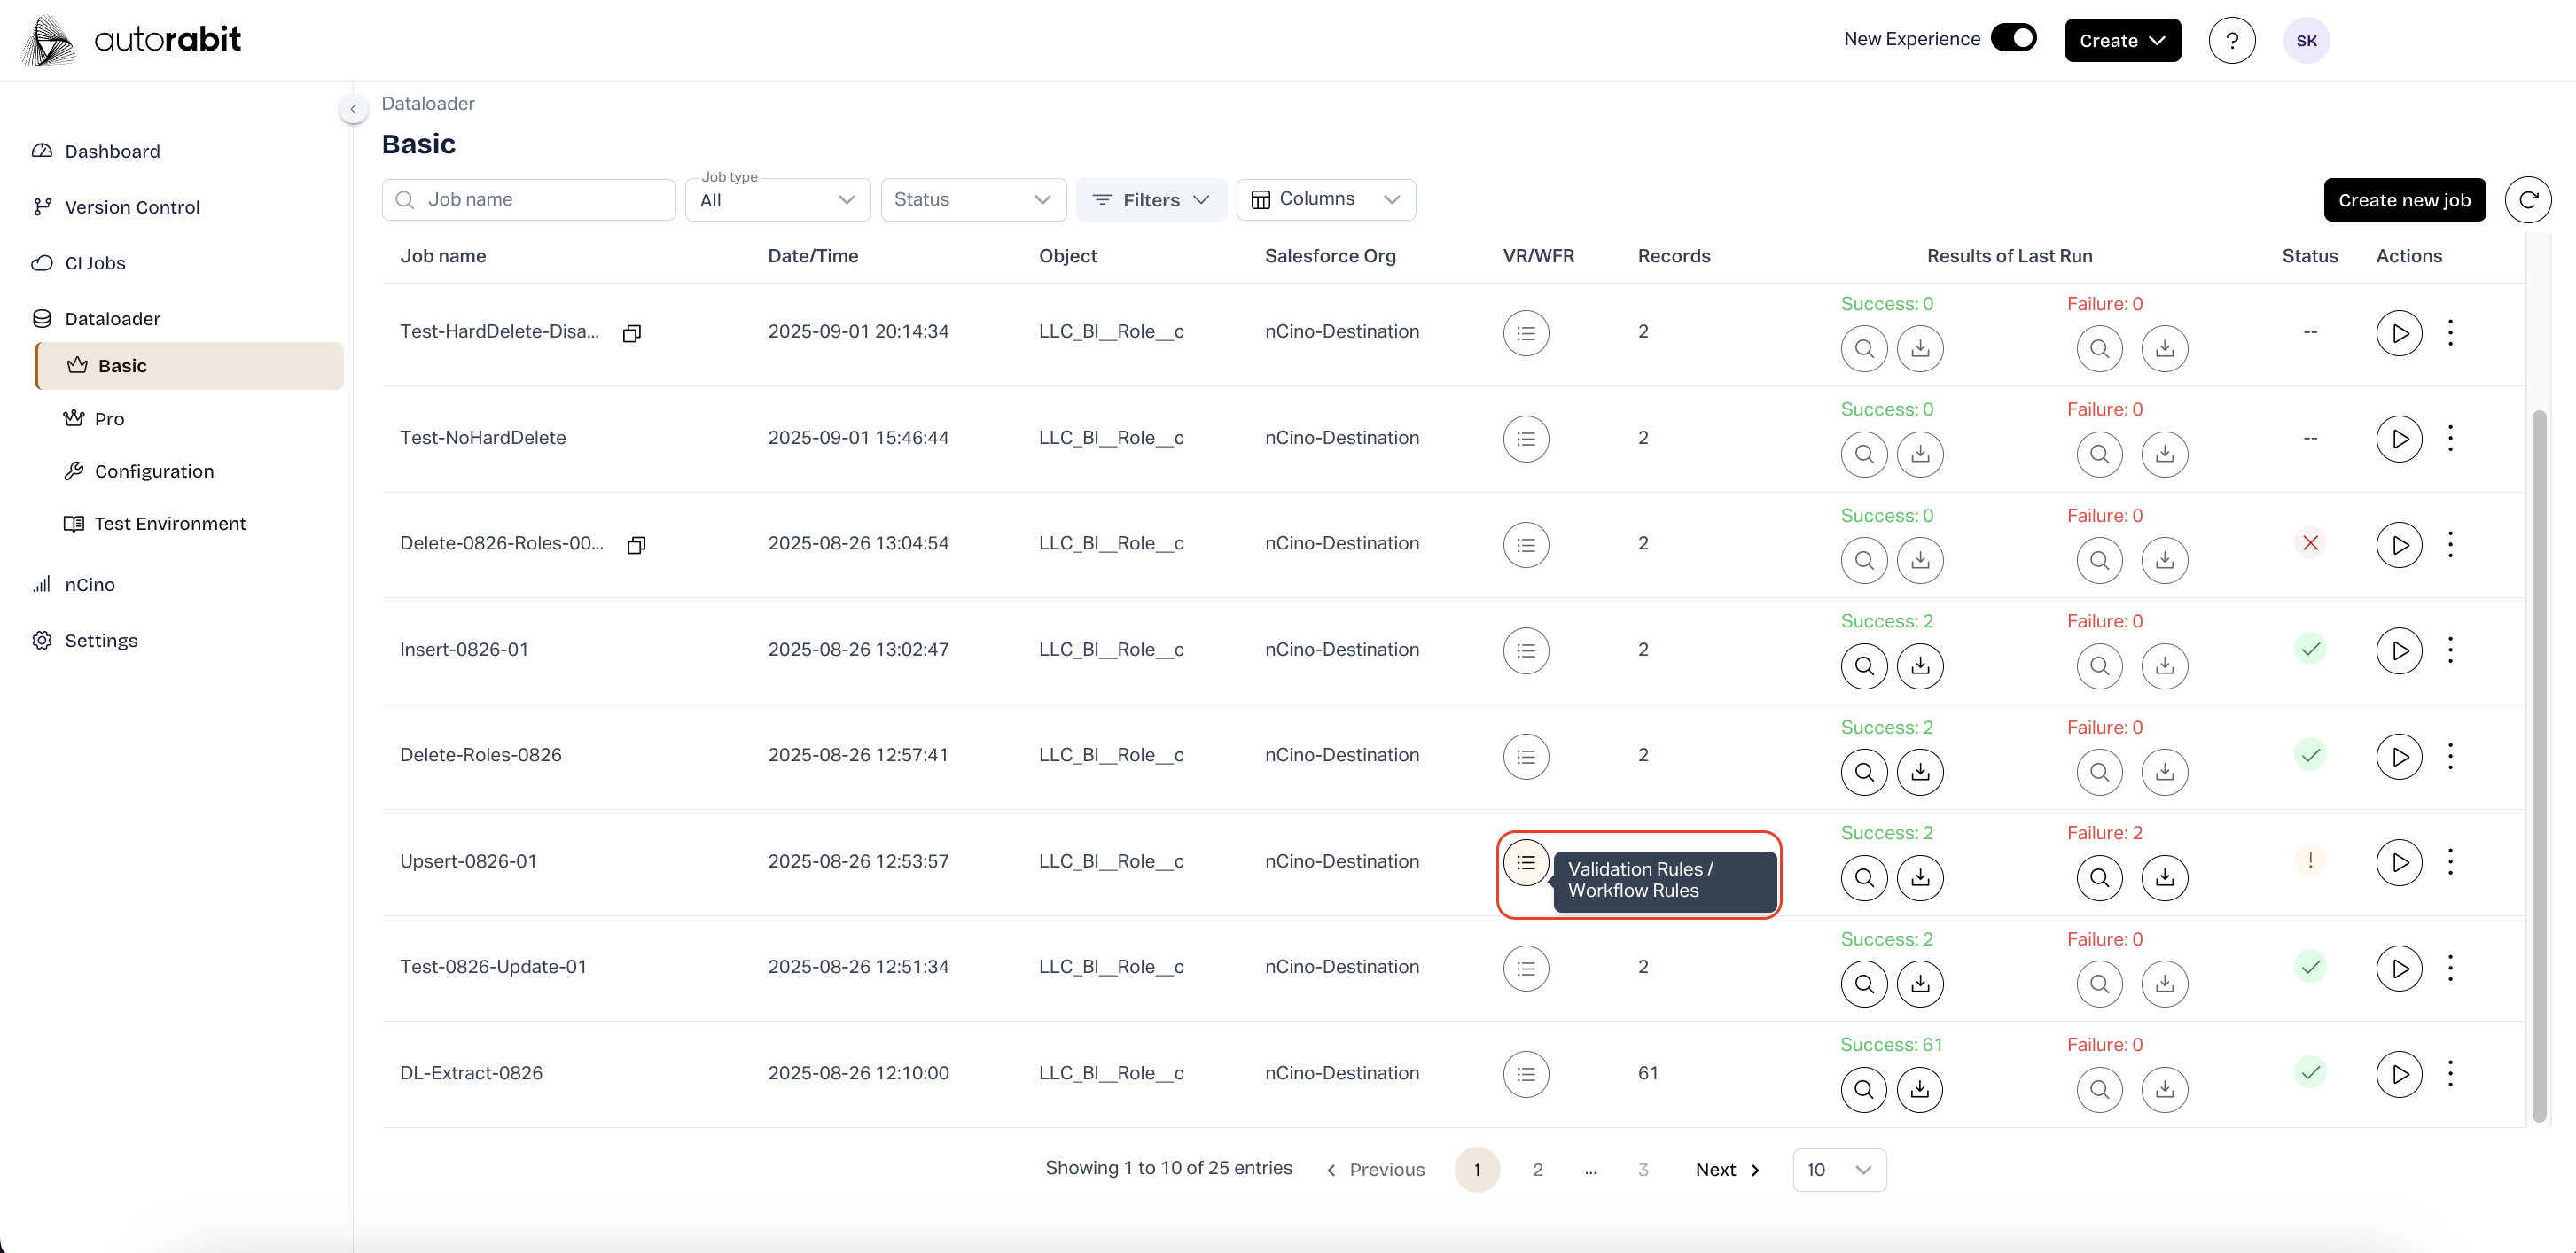 autorabit
New Experience
Create
?
SK
Dashboard
Version Control
CI Jobs
Dataloader
Basic
Pro
Configuration
Test Environment
nCino
Settings
Dataloader
Basic
Job name
Job type
All
Status
Filters
Columns
Create new job
Job name Date/Time Object Salesforce Org VR/WFR Records Results of Last Run Status Actions
Success: 0 Failure: 0
Test-HardDelete-Disa... 2025-09-01 20:14:34 LLC_BI__Role__c nCino-Destination 2 --
Success: 0 Failure: 0
Test-NoHardDelete 2025-09-01 15:46:44 LLC_BI__Role__c nCino-Destination 2 --
Success: 0 Failure: 0
Delete-0826-Roles-00... 2025-08-26 13:04:54 LLC_BI__Role__c nCino-Destination 2
Success: 2 Failure: 0
Insert-0826-01 2025-08-26 13:02:47 LLC_BI__Role__c nCino-Destination 2
Success: 2 Failure: 0
Delete-Roles-0826 2025-08-26 12:57:41 LLC_BI__Role__c nCino-Destination 2
Success: 2 Failure: 2
Upsert-0826-01 2025-08-26 12:53:57 LLC_BI__Role__c nCino-Destination
Validation Rules /
Workflow Rules
Success: 2 Failure: 0
Test-0826-Update-01 2025-08-26 12:51:34 LLC_BI__Role__c nCino-Destination 2
Success: 61 Failure: 0
DL-Extract-0826 2025-08-26 12:10:00 LLC_BI__Role__c nCino-Destination 61
Showing 1 to 10 of 25 entries Previous 1 2 ... 3 Next 10